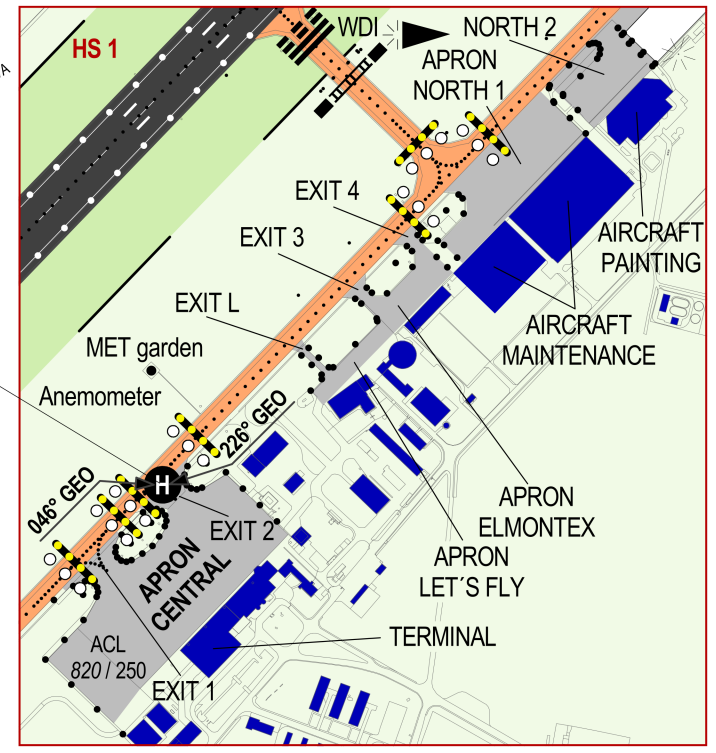 HS 1
WDI
NORTH 2
APRON
NORTH 1
EXIT 4
EXIT 3
AIRCRAFT
PAINTING
EXIT L
AIRCRAFT
MAINTENANCE
MET garden
Anemometer
226° GEO
046° GEO
H
EXIT 2
APRON
ELMONTEX
APRON
LET´S FLY
APRON
CENTRAL
TERMINAL
ACL
820 / 250
EXIT 1